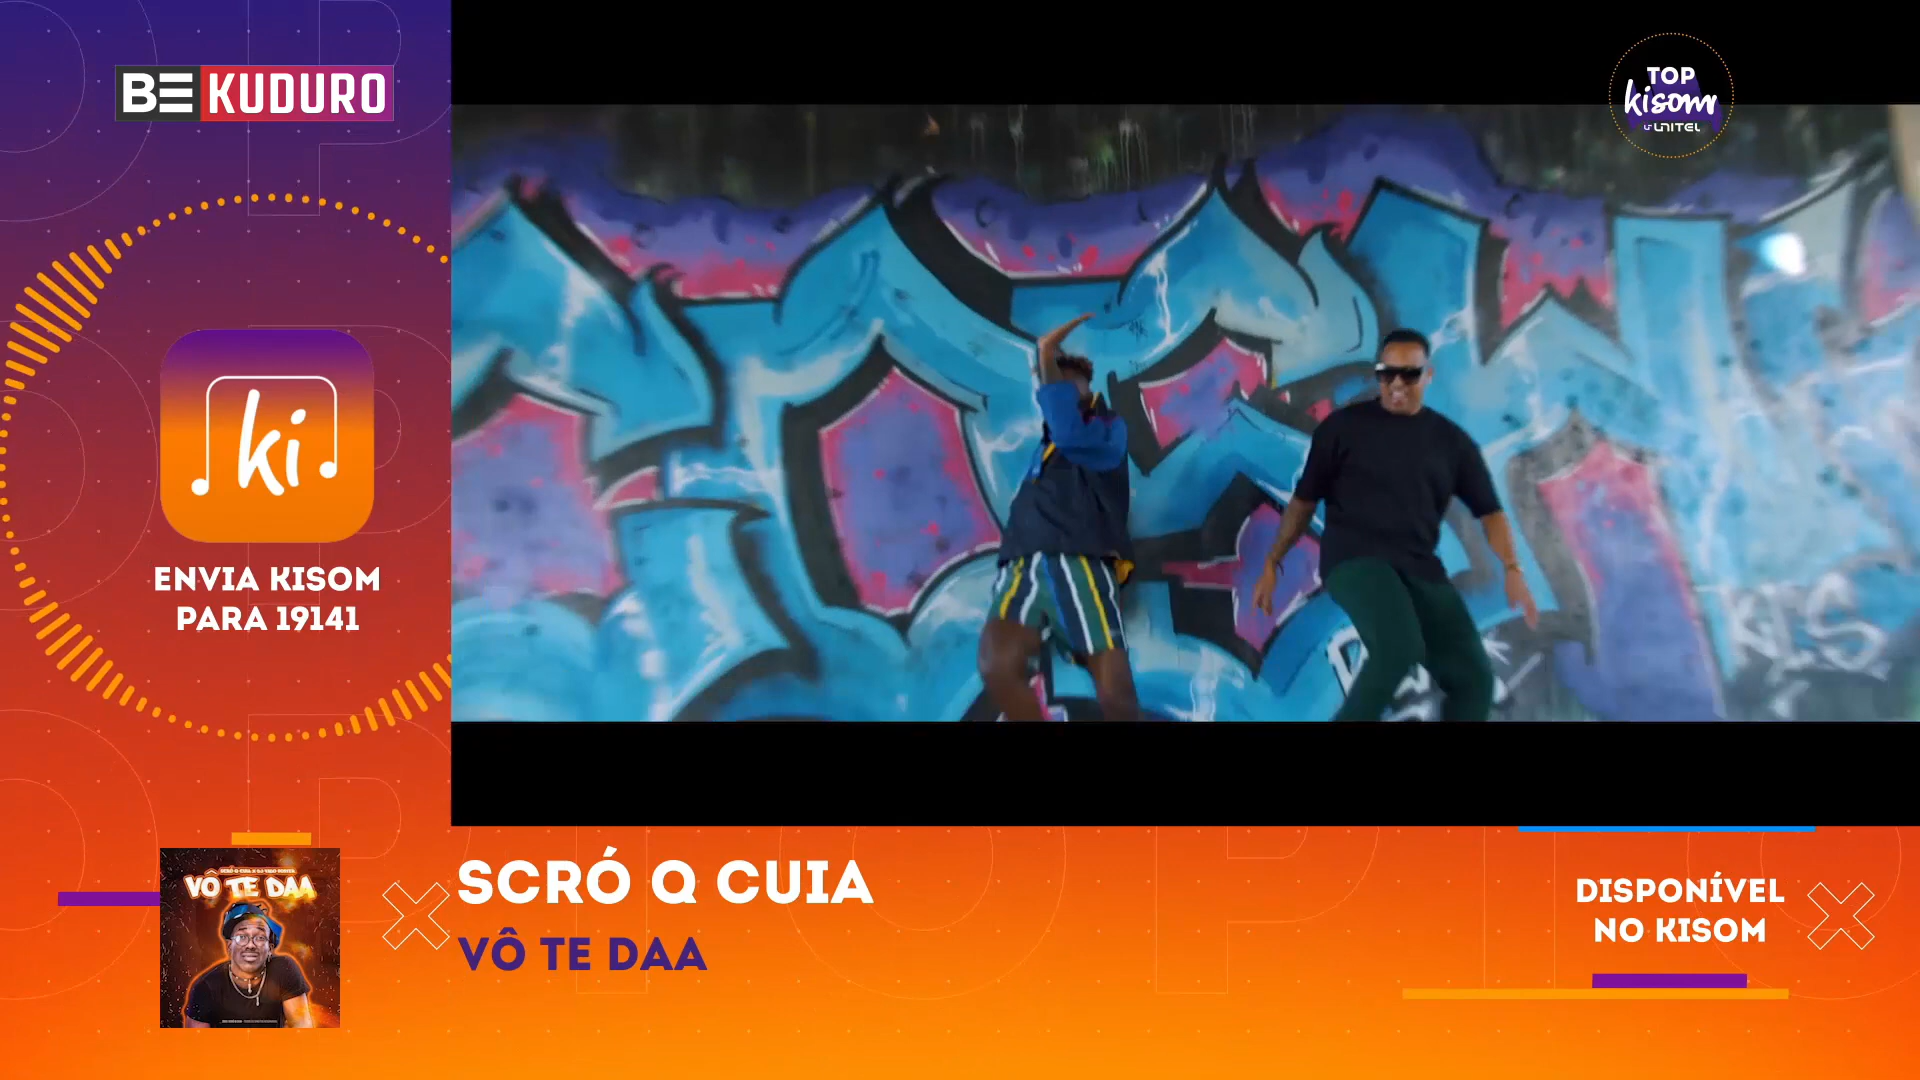 BE KUDURO
TOP
kisom
UNITEL
ki
ENVIA KISOM
PARA 19141
VÔ TE DAA
SCRÓ Q CUIA
VÔ TE DAA
DISPONÍVEL
NO KISOM